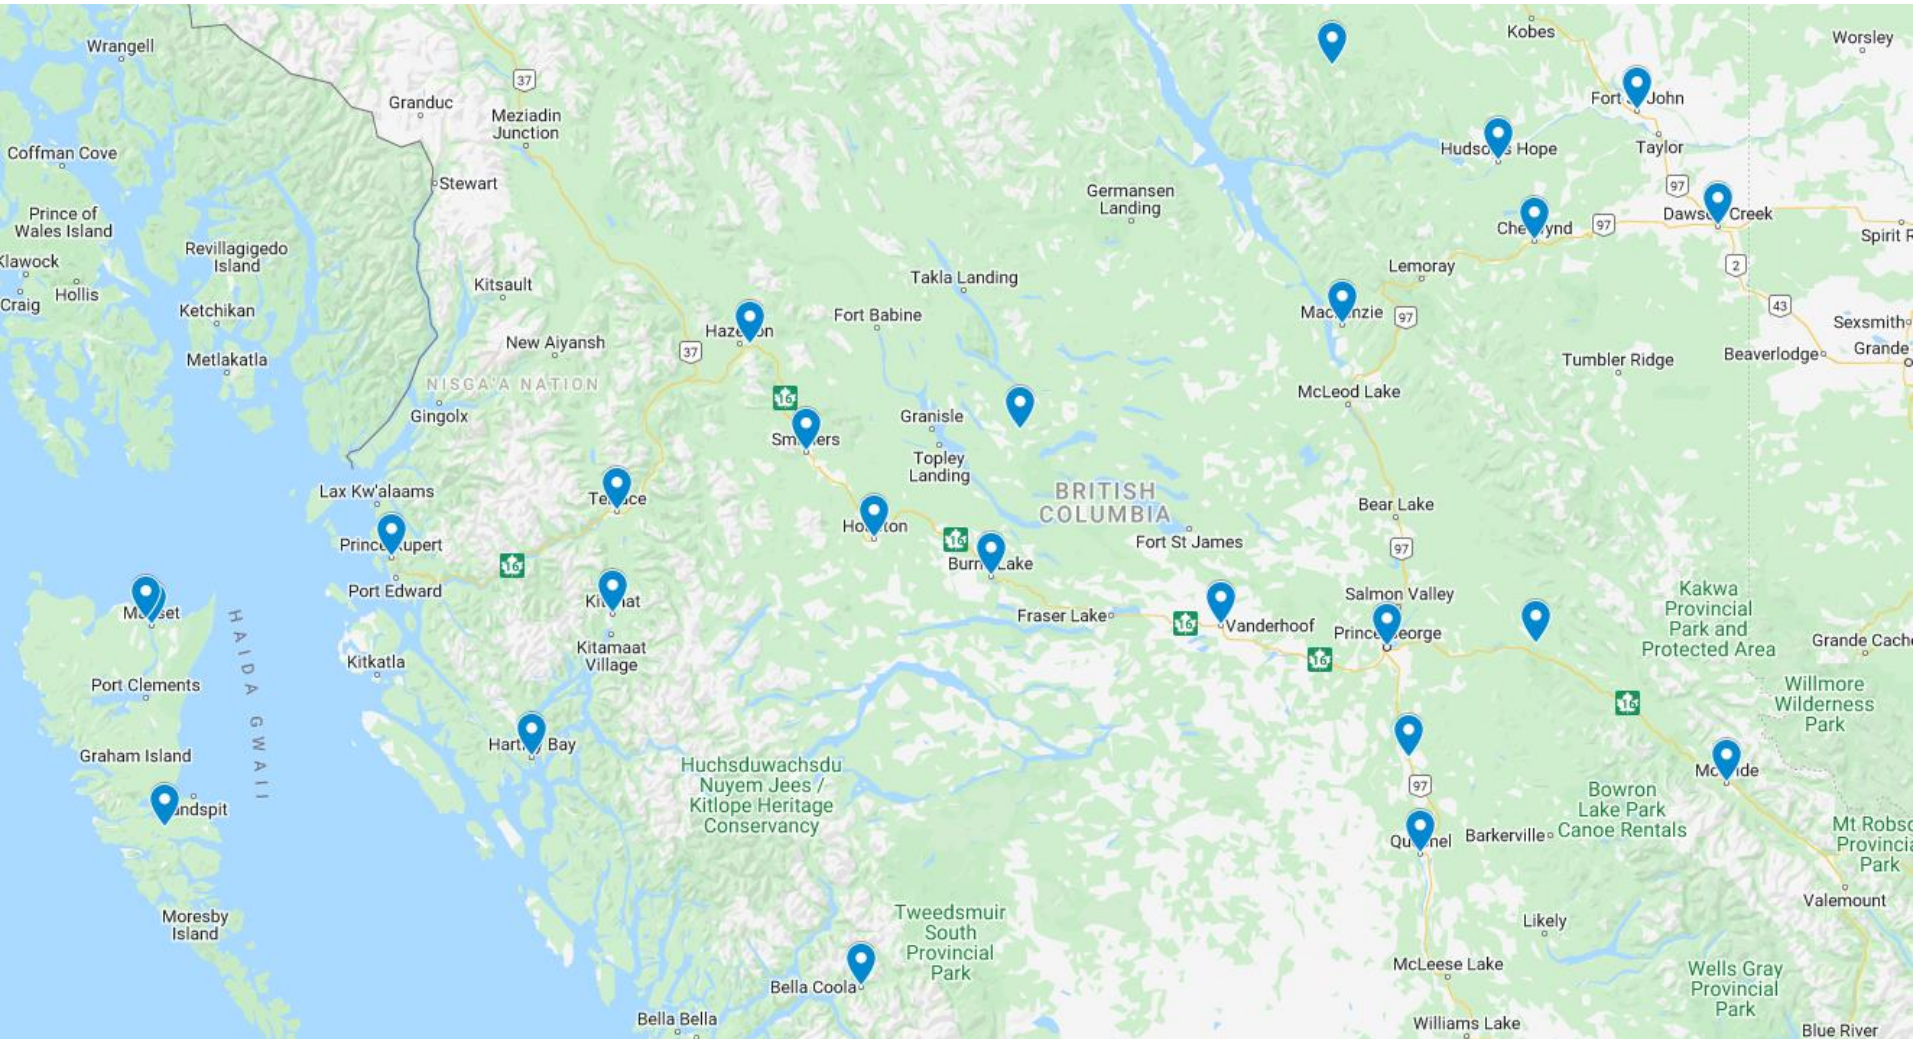 Wrangell
Kobes
Worsley
37
Granduc
Meziadin
Junction
Fort St John
Coffman Cove
Hudson's Hope
Taylor
Stewart
Germansen
Landing
97
Prince of
Wales Island
Dawson Creek
Chetwynd
97
Revillagigedo
Island
Spirit R
Klawock
Takla Landing
Lemoray
2
Kitsault
Craig
Hollis
Ketchikan
Fort Babine
Mackenzie
97
43
Hazelton
Sexsmith
New Aiyansh
37
Metlakatla
Tumbler Ridge
Beaverlodge
Grande
NISGA'A NATION
16
McLeod Lake
Gingolx
Granisle
Smithers
Topley
Landing
Lax Kw'alaams
Terrace
BRITISH
COLUMBIA
Bear Lake
Prince Rupert
Houston
16
Fort St James
97
16
Burns Lake
Port Edward
Kitimat
Salmon Valley
Kakwa
Provincial
Park and
Protected Area
Masset
HAIDA GWAII
Fraser Lake
16
Vanderhoof
Prince George
Grande Cache
Kitamaat
Village
Kitkatla
16
Port Clements
Willmore
Wilderness
Park
16
Hartley Bay
Graham Island
Huchsduwachsdu
Nuyem Jees /
Kitlope Heritage
Conservancy
McBride
97
Bowron
Lake Park
Canoe Rentals
Sandspit
Quesnel
Barkerville
Mt Robso
Provincia
Park
Valemount
Moresby
Island
Tweedsmuir
South
Provincial
Park
Likely
McLeese Lake
Wells Gray
Provincial
Park
Bella Coola
Bella Bella
Williams Lake
Blue River